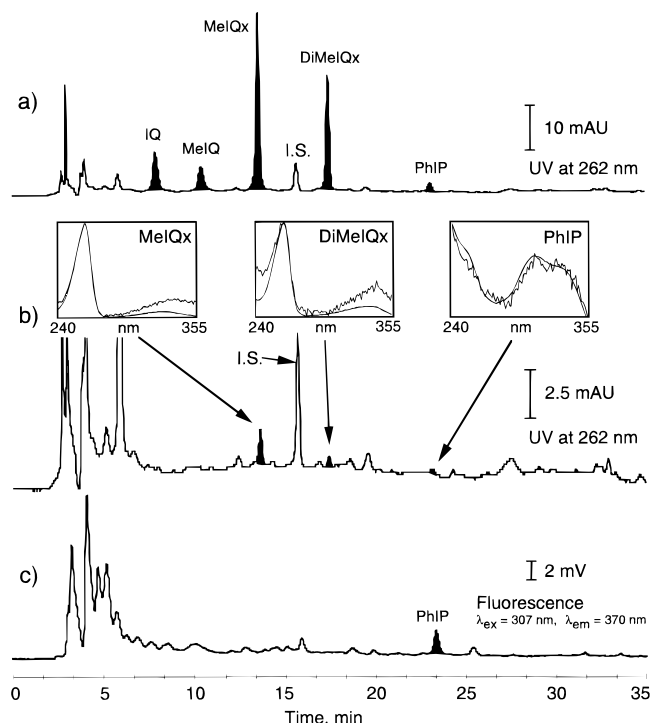 a)
IQ
MeIQ
MeIQx
I.S.
DiMeIQx
PhIP
10 mAU
UV at 262 nm
b)
MeIQx
240 nm 355
DiMeIQx
240 nm 355
PhIP
240 nm 355
I.S.
2.5 mAU
UV at 262 nm
c)
PhIP
2 mV
Fluorescence
λex = 307 nm, λem = 370 nm
0 5 10 15 20 25 30 35
Time, min